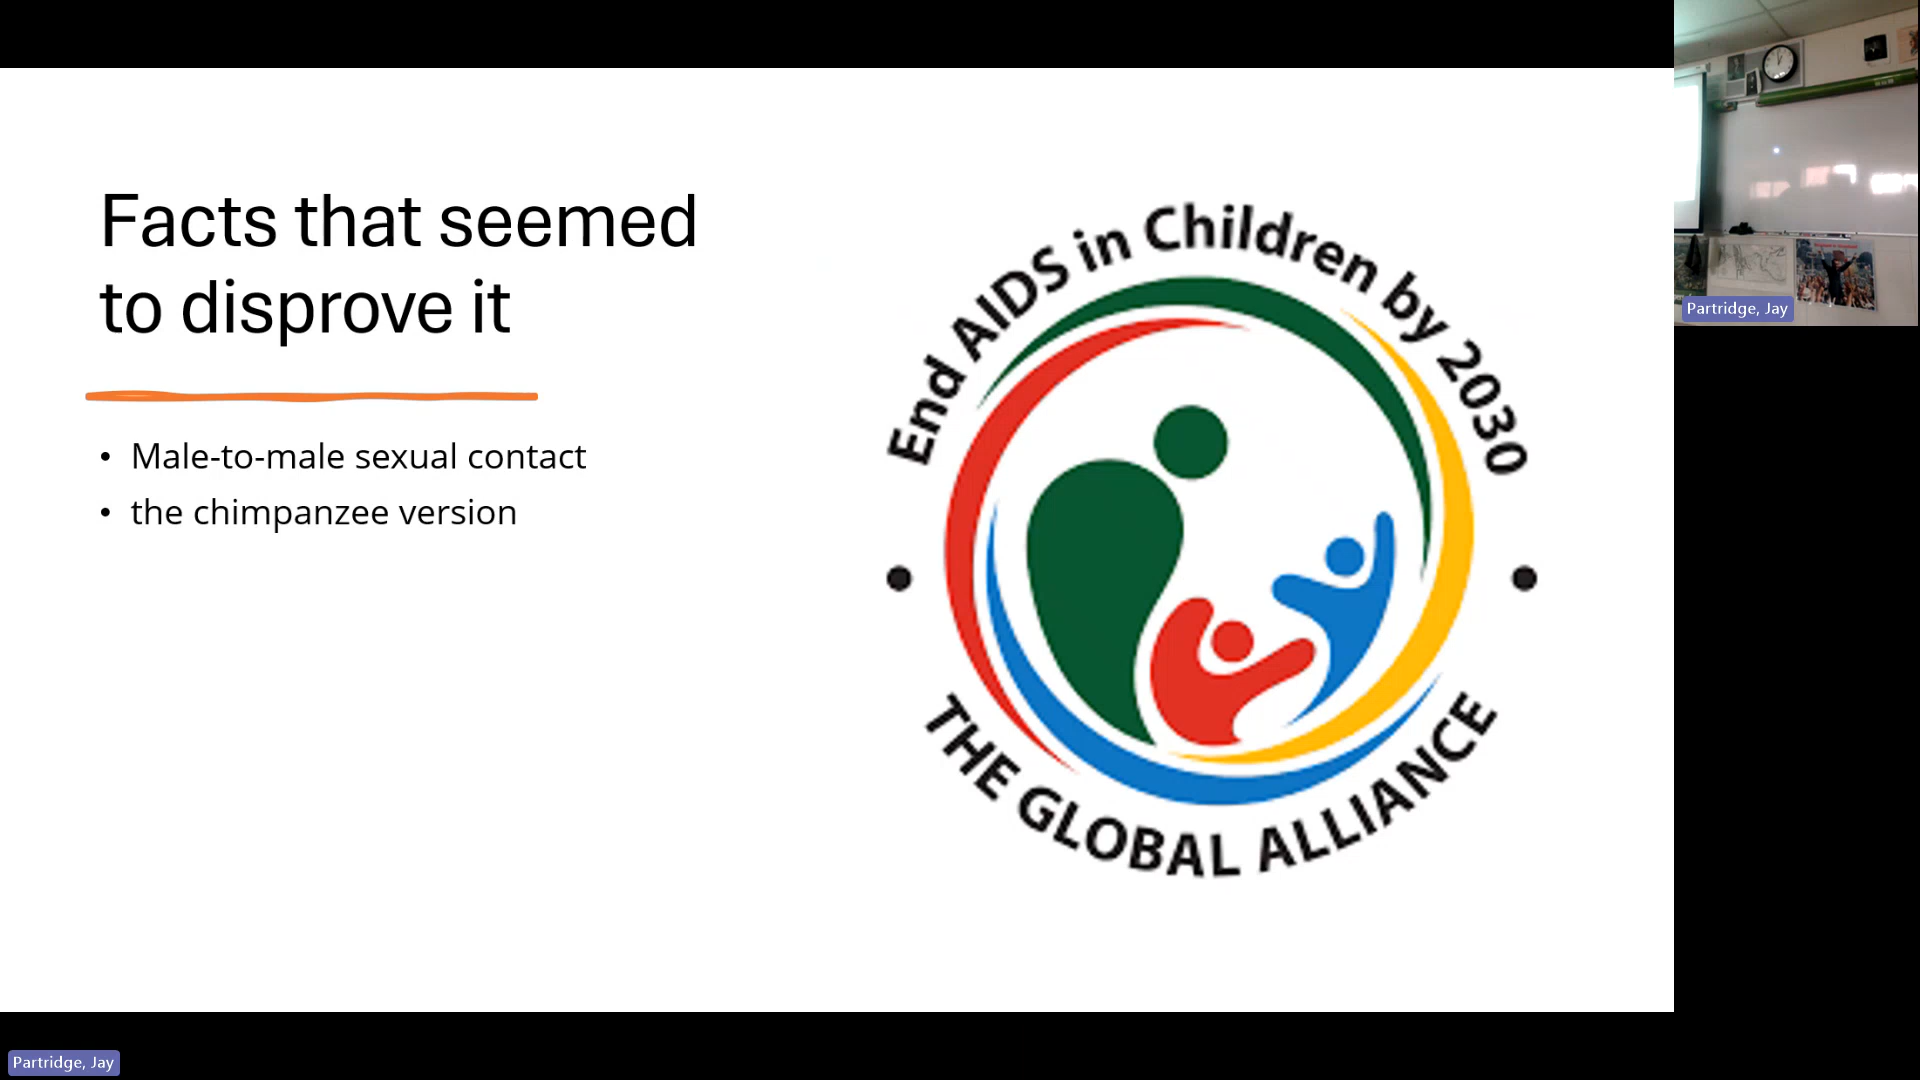 Facts that seemed
to disprove it
• Male-to-male sexual contact
• the chimpanzee version
End AIDS in Children by 2030
THE GLOBAL ALLIANCE
Partridge, Jay
Partridge, Jay